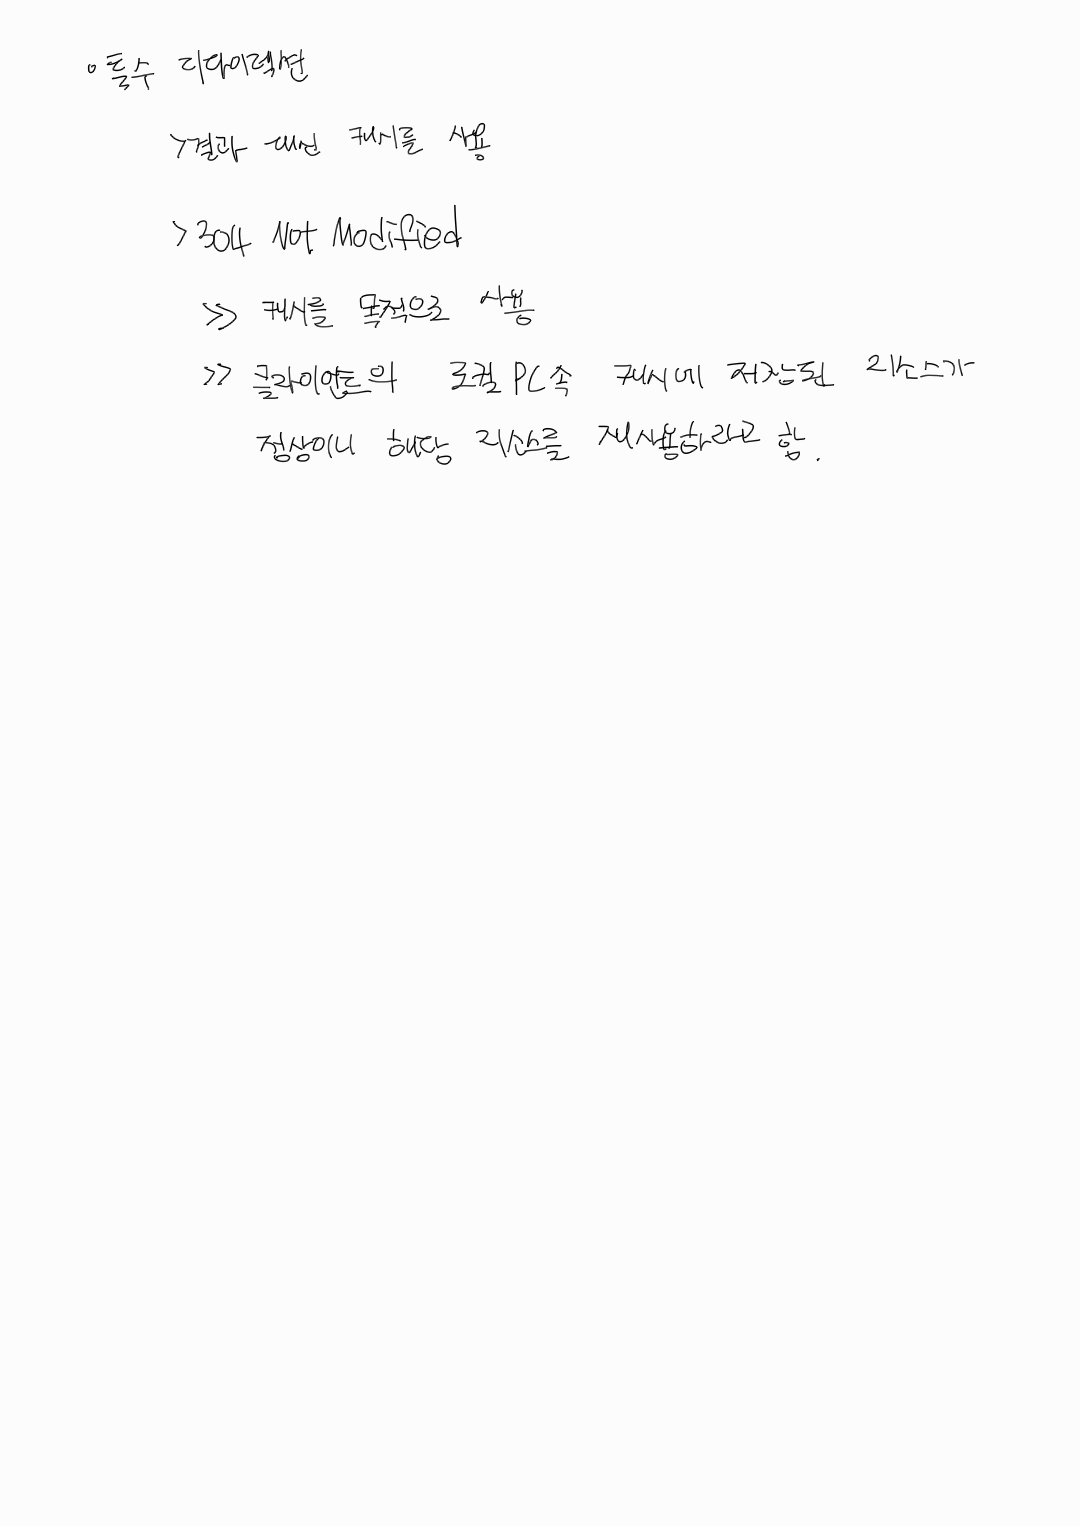 ◦ 특수 리다이렉션
>결과 대신 캐시를 사용
>304 Not Modified
>> 캐시를 목적으로 사용
>> 클라이언트의 로컬 PC속 캐시에 저장된 리소스가
정상이니 해당 리소스를 재사용하라고 함.